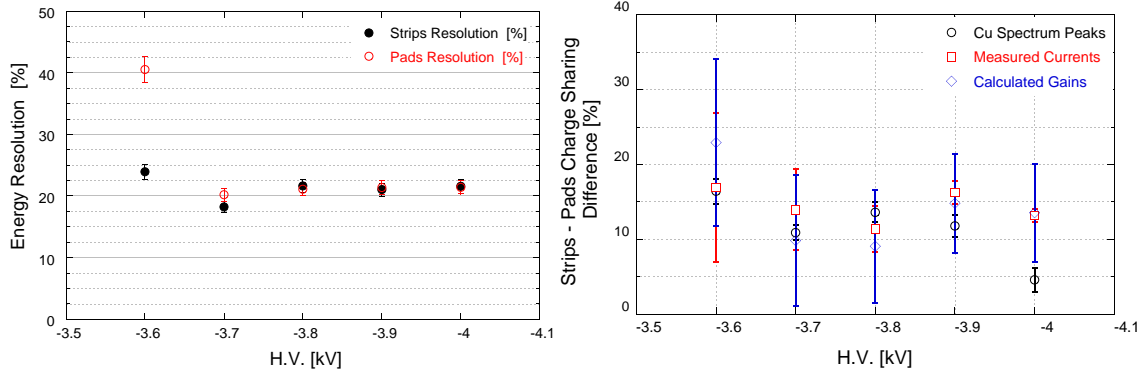 Strips Resolution [%]
Pads Resolution [%]
Energy Resolution [%]
50
40
30
20
10
0
-3.5 -3.6 -3.7 -3.8 -3.9 -4 -4.1
H.V. [kV]
Cu Spectrum Peaks
Measured Currents
Calculated Gains
Strips - Pads Charge Sharing
Difference [%]
40
30
20
10
0
-3.5 -3.6 -3.7 -3.8 -3.9 -4 -4.1
H.V. [kV]